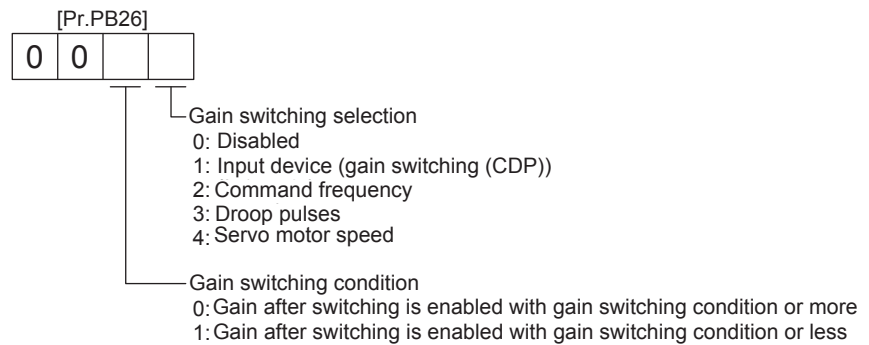 [Pr.PB26]
0 0
Gain switching selection
0: Disabled
1: Input device (gain switching (CDP))
2: Command frequency
3: Droop pulses
4: Servo motor speed
Gain switching condition
0: Gain after switching is enabled with gain switching condition or more
1: Gain after switching is enabled with gain switching condition or less